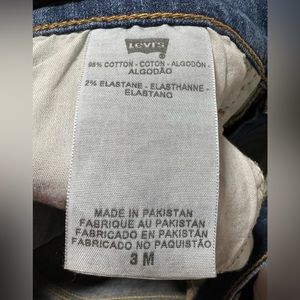 Levi's
98% COTTON - COTON - ALGODÓN -
ALGODÃO
2% ELASTANE - ELASTHANNE -
ELASTANO
MADE IN PAKISTAN
FABRIQUE AU PAKISTAN
FABRICADO EN PAKISTAN
FABRICADO NO PAQUISTÃO
3 M